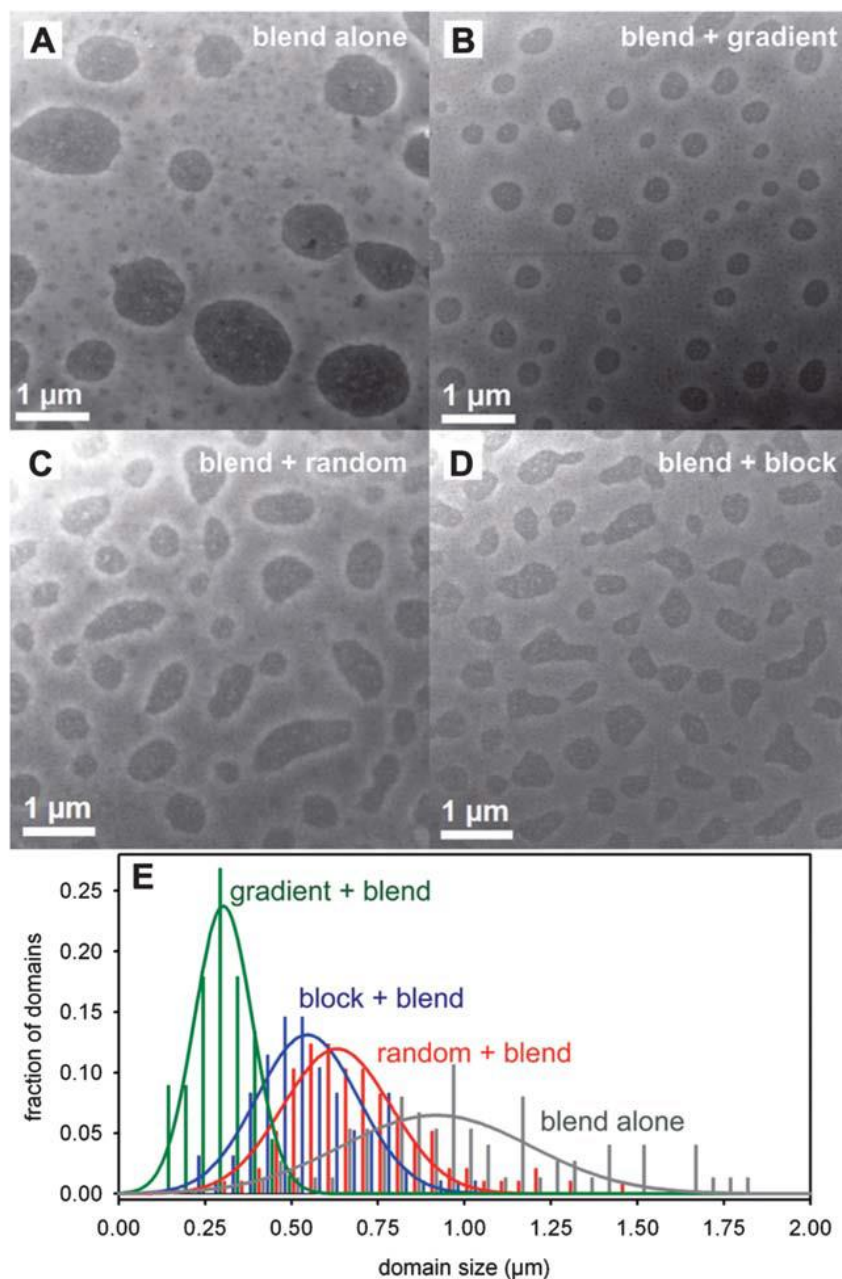 A blend alone
B blend + gradient
1 µm
1 µm
C blend + random
D blend + block
1 µm
1 µm
E
gradient + blend
block + blend
random + blend
blend alone
fraction of domains
0.25
0.20
0.15
0.10
0.05
0.00
0.00 0.25 0.50 0.75 1.00 1.25 1.50 1.75 2.00
domain size (µm)